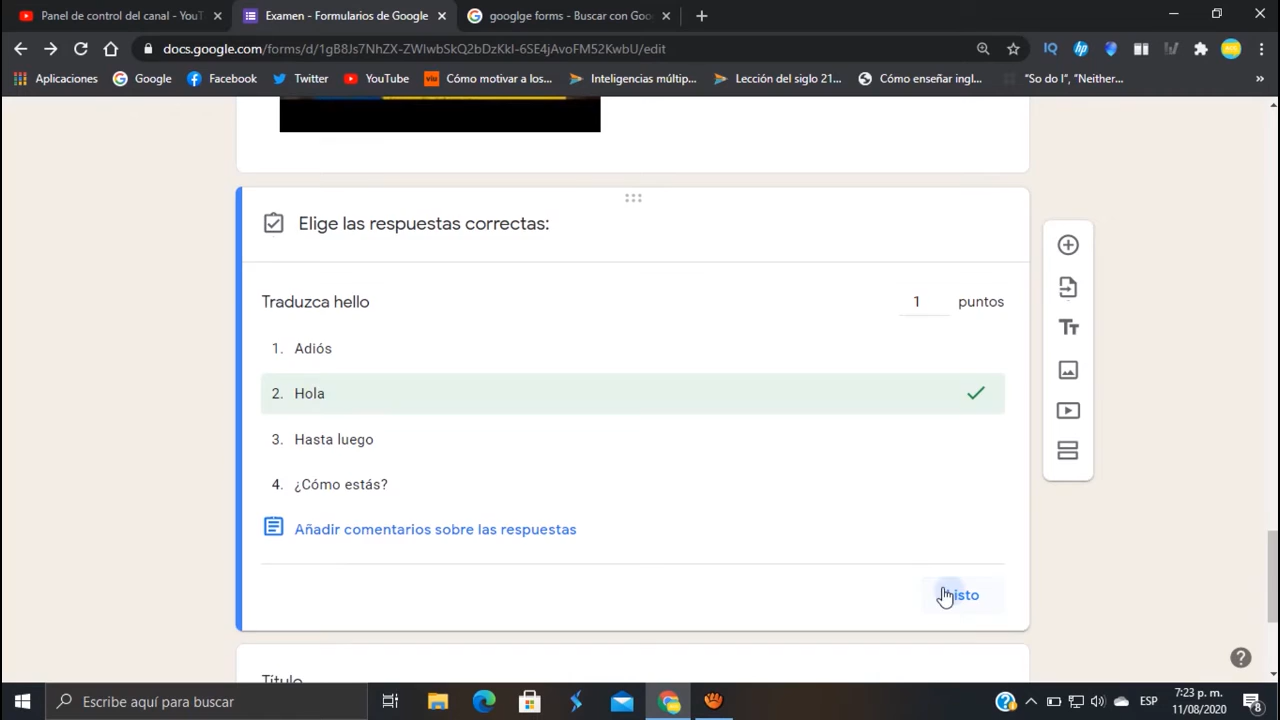 Panel de control del canal - YouT
Examen - Formularios de Google
googlge forms - Buscar con Goo
docs.google.com/forms/d/1gB8Js7NhZX-ZWlwbSkQ2bDzKkI-6SE4jAvoFM52KwbU/edit
Aplicaciones
Google
Facebook
Twitter
YouTube
Cómo motivar a los...
Inteligencias múltip...
Lección del siglo 21...
Cómo enseñar ingl...
"So do I", "Neither...
Elige las respuestas correctas:
Traduzca hello
1 puntos
1. Adiós
2. Hola
3. Hasta luego
4. ¿Cómo estás?
Añadir comentarios sobre las respuestas
Título
Escribe aquí para buscar
ESP
7:23 p. m.
11/08/2020
8